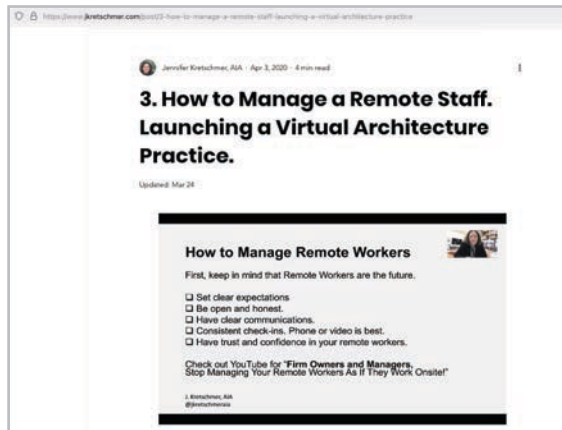 https://www.jkretschmer.com/post/3-how-to-manage-a-remote-staff-launching-a-virtual-architecture-practice
Jennifer Kretschmer, AIA · Apr 3, 2020 · 4 min read
3. How to Manage a Remote Staff.
Launching a Virtual Architecture
Practice.
Updated: Mar 24
How to Manage Remote Workers
First, keep in mind that Remote Workers are the future.
❑ Set clear expectations
❑ Be open and honest.
❑ Have clear communications.
❑ Consistent check-ins. Phone or video is best.
❑ Have trust and confidence in your remote workers.
Check out YouTube for "Firm Owners and Managers,
Stop Managing Your Remote Workers As If They Work Onsite!"
J. Kretschmer, AIA
@jkretschmeraia